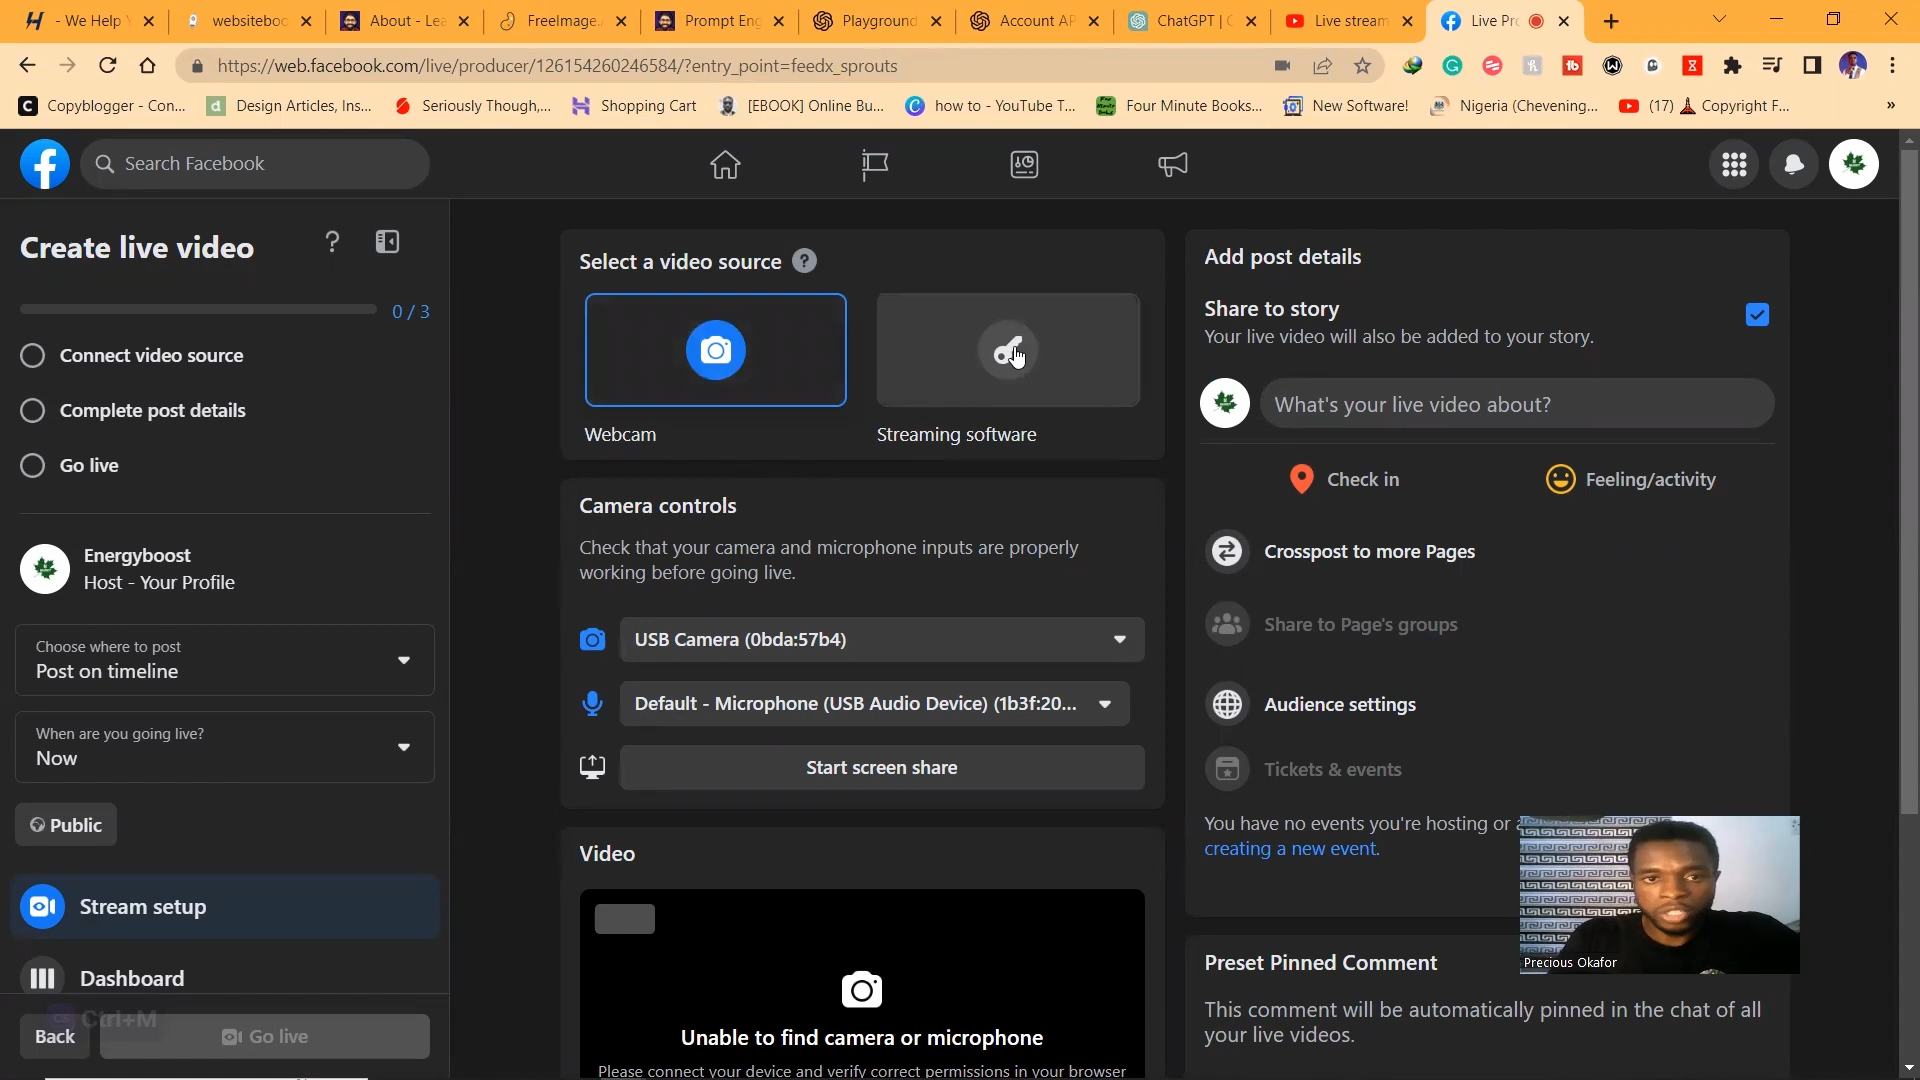 - We Help Y
websiteboo
About - Lea
FreeImage.
Prompt Eng
Playground
Account AP
ChatGPT | C
Live stream
Live Pro
https://web.facebook.com/live/producer/126154260246584/?entry_point=feedx_sprouts
Copyblogger - Con...
Design Articles, Ins...
Seriously Though,...
Shopping Cart
[EBOOK] Online Bu...
how to - YouTube T...
Four Minute Books...
New Software!
Nigeria (Chevening...
(17) Copyright F...
»
Search Facebook
Create live video
0 / 3
Connect video source
Complete post details
Go live
Energyboost
Host - Your Profile
Choose where to post
Post on timeline
When are you going live?
Now
Public
Stream setup
Dashboard
Ctrl+M
Back
Go live
Select a video source
Webcam
Streaming software
Camera controls
Check that your camera and microphone inputs are properly
working before going live.
USB Camera (0bda:57b4)
Default - Microphone (USB Audio Device) (1b3f:20...
Start screen share
Video
Unable to find camera or microphone
Please connect your device and verify correct permissions in your browser
Add post details
Share to story
Your live video will also be added to your story.
What's your live video about?
Check in
Feeling/activity
Crosspost to more Pages
Share to Page's groups
Audience settings
Tickets & events
You have no events you're hosting or
creating a new event.
Precious Okafor
Preset Pinned Comment
This comment will be automatically pinned in the chat of all
your live videos.